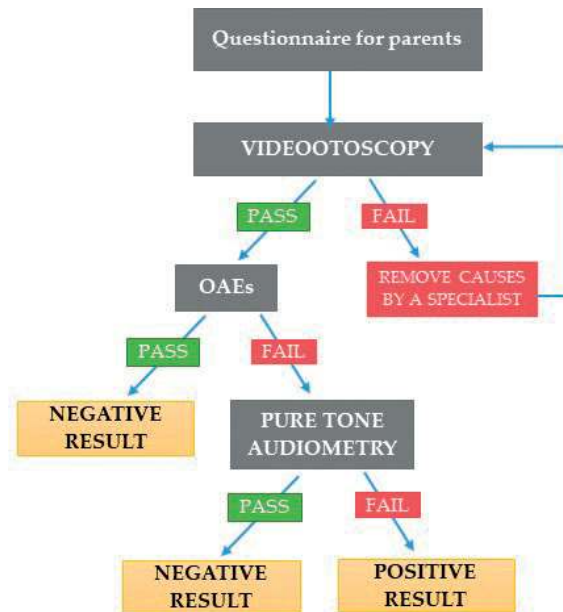 Questionnaire for parents
VIDEOOTOSCOPY
PASS
FAIL
OAEs
REMOVE CAUSES
BY A SPECIALIST
PASS
FAIL
NEGATIVE
RESULT
PURE TONE
AUDIOMETRY
PASS
FAIL
NEGATIVE
RESULT
POSITIVE
RESULT